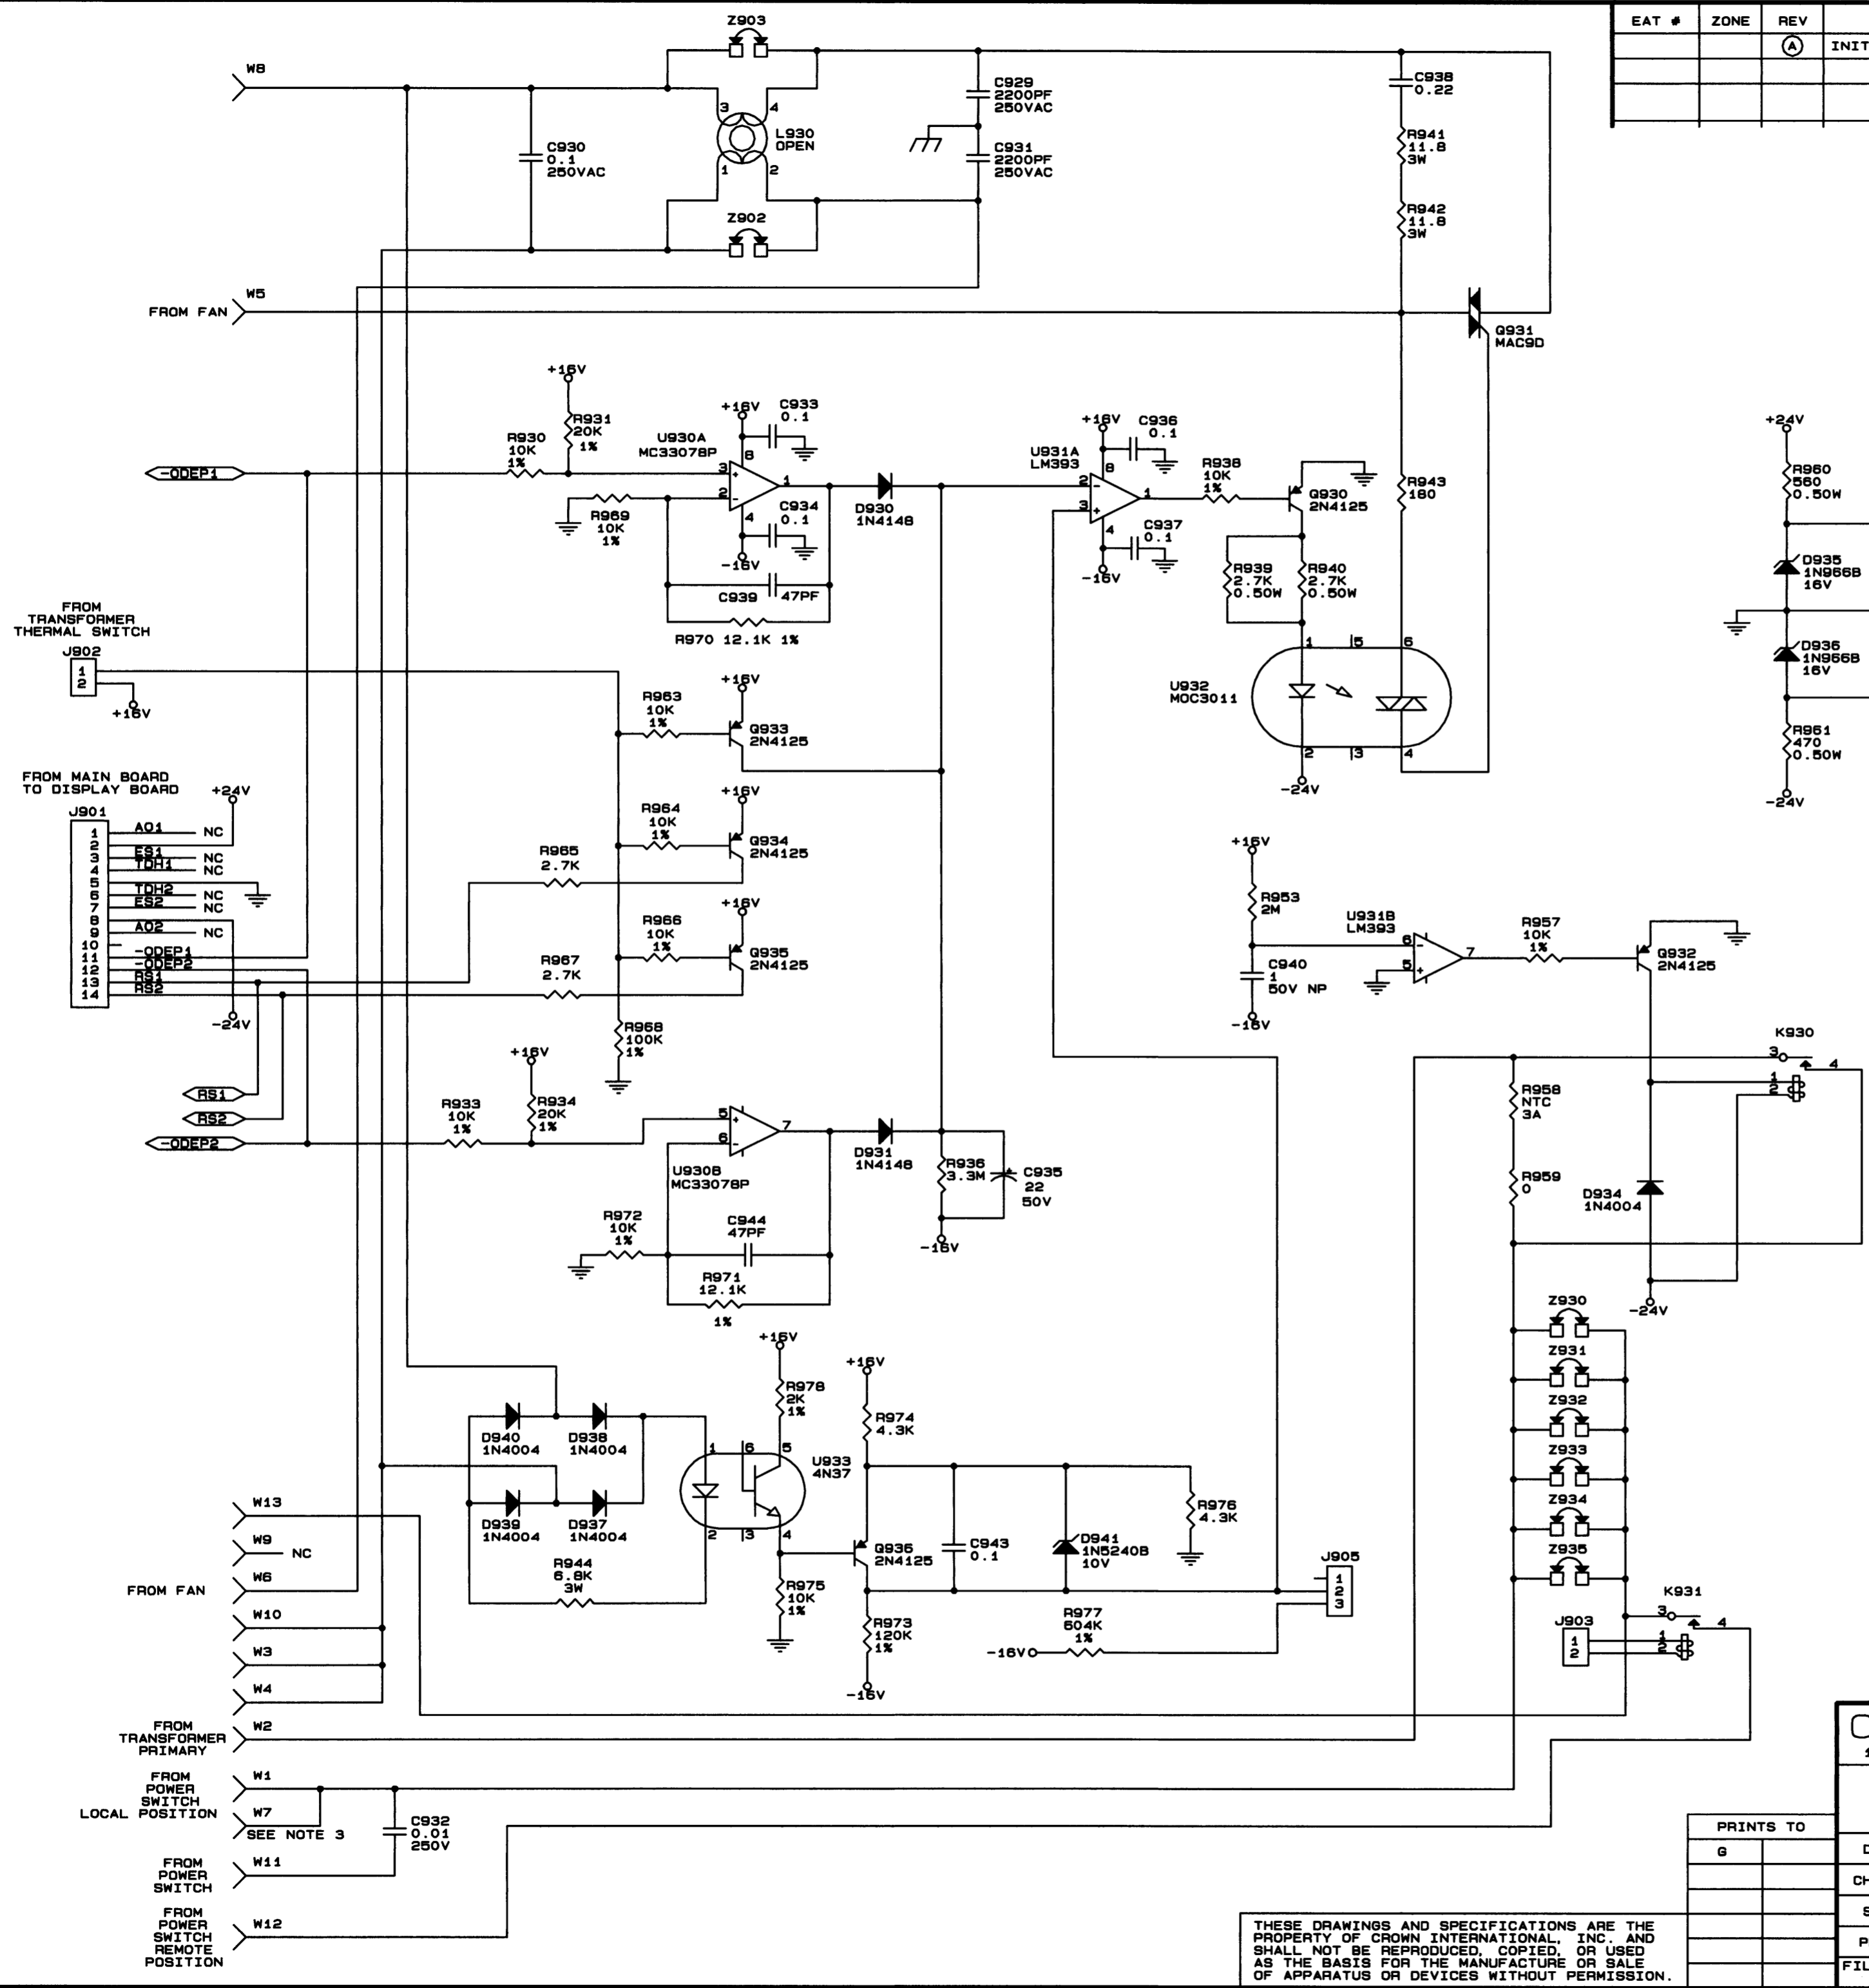 EAT # ZONE REV
Ⓐ INIT
Z903
W8
3 4
L930
OPEN
1 2
Z902
C930
0.1
250VAC
C929
2200PF
250VAC
C931
2200PF
250VAC
C938
0.22
R941
11.8
3W
R942
11.8
3W
FROM FAN
W5
Q931
MAC9D
+16V
R931
20K
1%
R930
10K
1%
-ODEP1
U930A
MC33078P
+16V
C933
0.1
8
3 +
2 -
1
4
C934
0.1
-16V
R969
10K
1%
C939
47PF
R970 12.1K 1%
D930
1N4148
U931A
LM393
+16V
C936
0.1
8
2 -
3 +
1
4
C937
0.1
-16V
R938
10K
1%
Q930
2N4125
R943
180
R939
2.7K
0.50W
R940
2.7K
0.50W
1 5 6
U932
MOC3011
2 3 4
-24V
+24V
R960
560
0.50W
D935
1N966B
16V
D936
1N966B
16V
R961
470
0.50W
-24V
FROM
TRANSFORMER
THERMAL SWITCH
J902
1
2
+16V
R963
10K
1%
+16V
Q933
2N4125
R964
10K
1%
+16V
Q934
2N4125
R965
2.7K
R966
10K
1%
+16V
Q935
2N4125
R967
2.7K
R968
100K
1%
FROM MAIN BOARD
TO DISPLAY BOARD
+24V
J901
1 AO1 NC
2
3 ES1 NC
4 TDH1 NC
5
6 TDH2 NC
7 ES2 NC
8
9 AO2 NC
10
11 -ODEP1
12 -ODEP2
13 RS1
14 RS2
-24V
RS1
RS2
-ODEP2
R933
10K
1%
+16V
R934
20K
1%
5 +
6 -
7
U930B
MC33078P
R972
10K
1%
C944
47PF
R971
12.1K
1%
D931
1N4148
R936
3.3M
C935
22
50V
+
-16V
+16V
R953
2M
C940
1
50V NP
-16V
U931B
LM393
6 -
5 +
7
R957
10K
1%
Q932
2N4125
K930
3 4
1
2
R958
NTC
3A
R959
0
D934
1N4004
-24V
Z930
Z931
Z932
Z933
Z934
Z935
D940
1N4004
D938
1N4004
D939
1N4004
D937
1N4004
R944
6.8K
3W
+16V
R978
2K
1%
1 6 5
U933
4N37
2 3 4
R975
10K
1%
+16V
R974
4.3K
Q936
2N4125
R973
120K
1%
-16V
C943
0.1
D941
1N5240B
10V
R976
4.3K
J905
1
2
3
R977
604K
1%
-16V
K931
3 4
1
2
J903
1
2
W13
W9
NC
FROM FAN
W6
W10
W3
W4
FROM
TRANSFORMER
PRIMARY
W2
FROM
POWER
SWITCH
LOCAL POSITION
W1
W7
SEE NOTE 3
C932
0.01
250V
FROM
POWER
SWITCH
W11
FROM
POWER
SWITCH
REMOTE
POSITION
W12
THESE DRAWINGS AND SPECIFICATIONS ARE THE
PROPERTY OF CROWN INTERNATIONAL, INC. AND
SHALL NOT BE REPRODUCED, COPIED, OR USED
AS THE BASIS FOR THE MANUFACTURE OR SALE
OF APPARATUS OR DEVICES WITHOUT PERMISSION.
PRINTS TO
G
CH
FIL